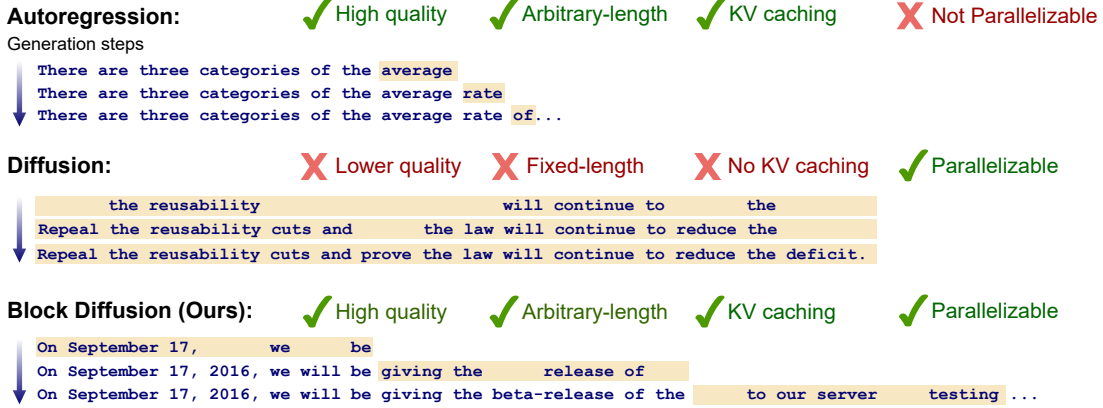 Autoregression: High quality Arbitrary-length KV caching Not Parallelizable
Generation steps
There are three categories of the average
There are three categories of the average rate
There are three categories of the average rate of...
Diffusion: Lower quality Fixed-length No KV caching Parallelizable
the reusability will continue to the
Repeal the reusability cuts and the law will continue to reduce the
Repeal the reusability cuts and prove the law will continue to reduce the deficit.
Block Diffusion (Ours): High quality Arbitrary-length KV caching Parallelizable
On September 17, we be
On September 17, 2016, we will be giving the release of
On September 17, 2016, we will be giving the beta-release of the to our server testing ...